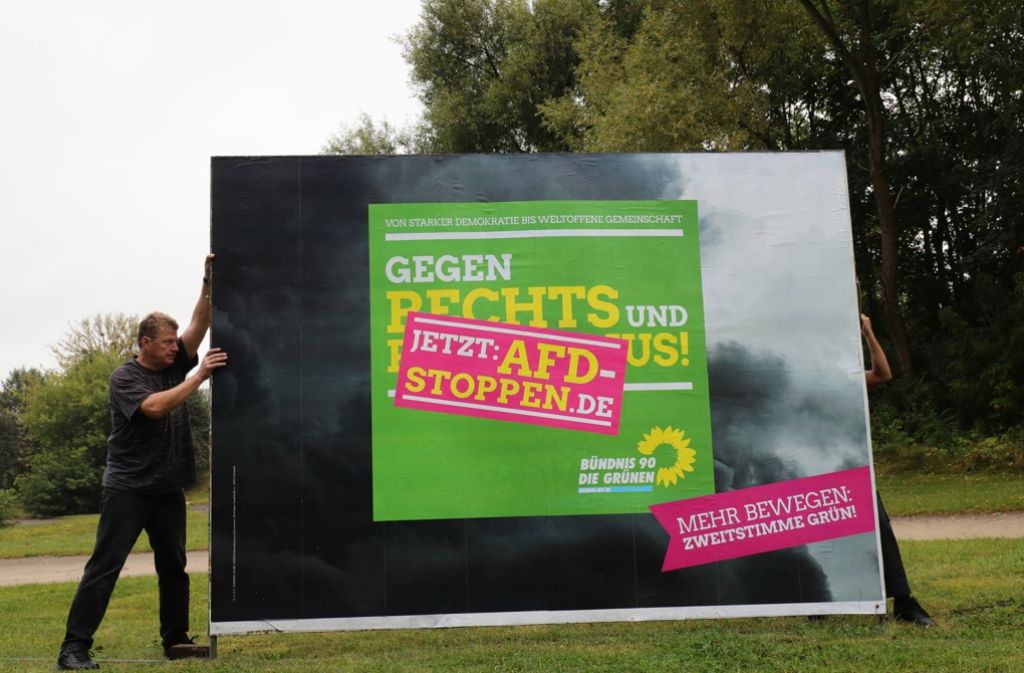 VON STARKER DEMOKRATIE BIS WELTOFFENE GEMEINSCHAFT
GEGEN
RECHTS UND
US!
JETZT: AFD-
STOPPEN.DE
BÜNDNIS 90
DIE GRÜNEN
MEHR BEWEGEN:
ZWEITSTIMME GRÜN!